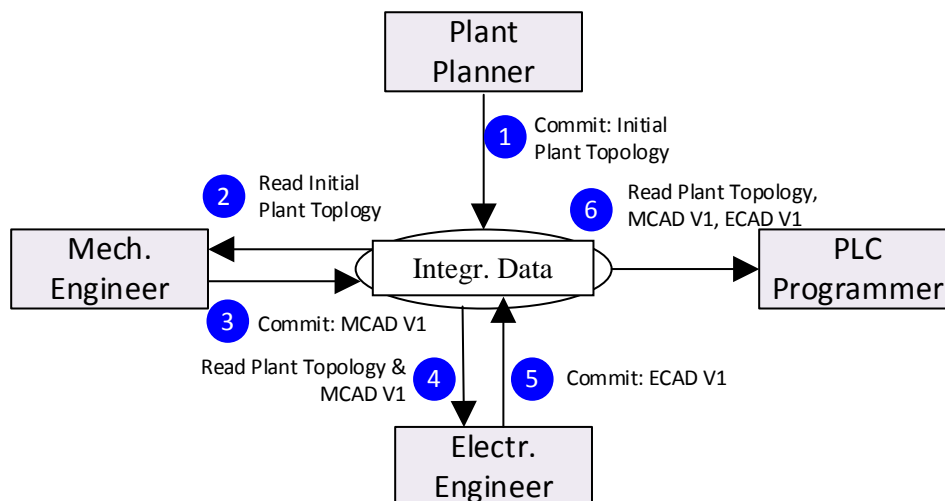 Plant
Planner
1
Commit: Initial
Plant Topology
2
Read Initial
Plant Toplogy
6
Read Plant Topology,
MCAD V1, ECAD V1
Mech.
Engineer
Integr. Data
PLC
Programmer
3
Commit: MCAD V1
Read Plant Topology &
MCAD V1
4
5
Commit: ECAD V1
Electr.
Engineer